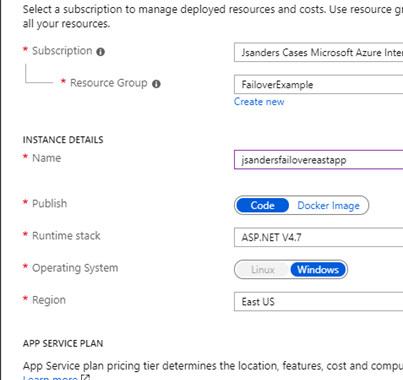 Select a subscription to manage deployed resources and costs. Use resource
all your resources.
* Subscription
Jsanders Cases Microsoft Azure
* Resource Group
FailoverExample
Create new
INSTANCE DETAILS
* Name
jsandersfailovereastapp
* Publish
Code Docker Image
* Runtime stack
ASP.NET V4.7
* Operating System
Linux Windows
* Region
East US
APP SERVICE PLAN
App Service plan pricing tier determines the location, features, cost and
Learn more